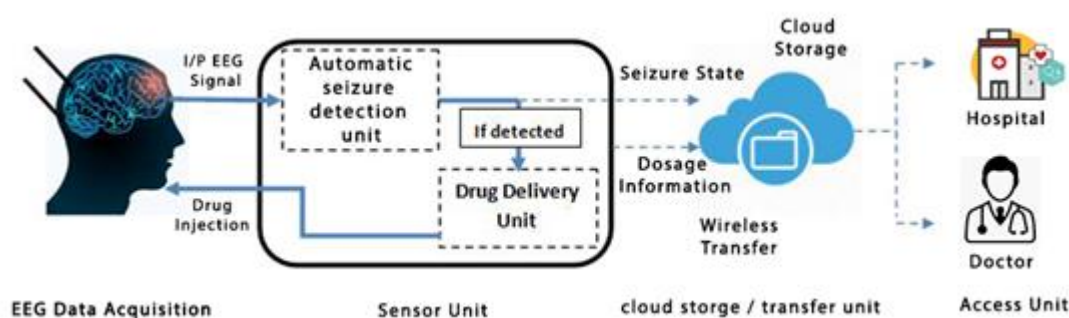 I/P EEG
Signal
Automatic
seizure
detection
unit
If detected
Drug Delivery
Unit
Drug
Injection
Seizure State
Dosage
Information
Cloud
Storage
Wireless
Transfer
Hospital
Doctor
EEG Data Acquisition
Sensor Unit
cloud storge / transfer unit
Access Unit